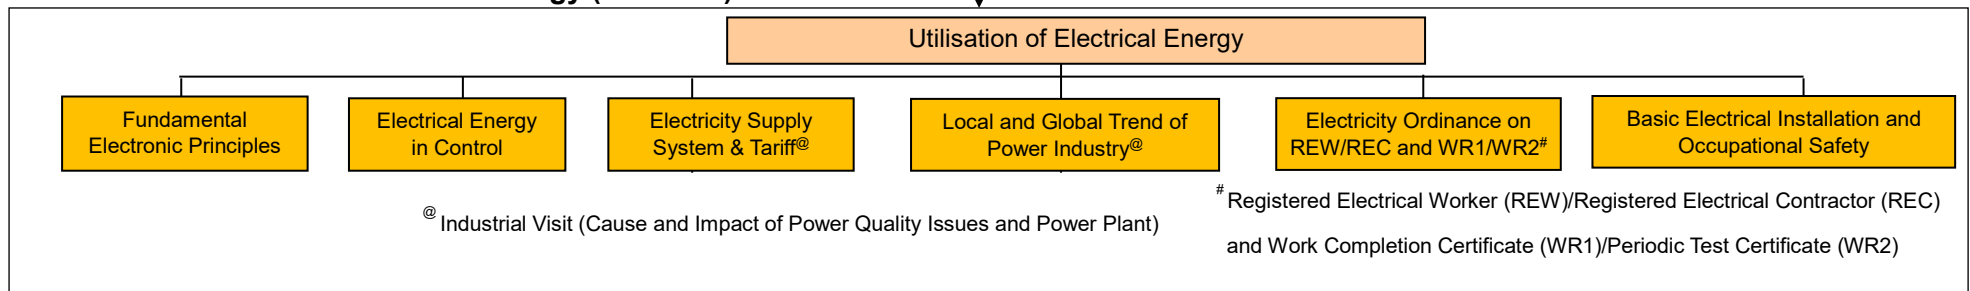 Utilisation of Electrical Energy
Fundamental
Electronic Principles
Electrical Energy
in Control
Electricity Supply
System & Tariff@
Local and Global Trend of
Power Industry@
Electricity Ordinance on
REW/REC and WR1/WR2#
Basic Electrical Installation and
Occupational Safety
@ Industrial Visit (Cause and Impact of Power Quality Issues and Power Plant)
# Registered Electrical Worker (REW)/Registered Electrical Contractor (REC)
and Work Completion Certificate (WR1)/Periodic Test Certificate (WR2)